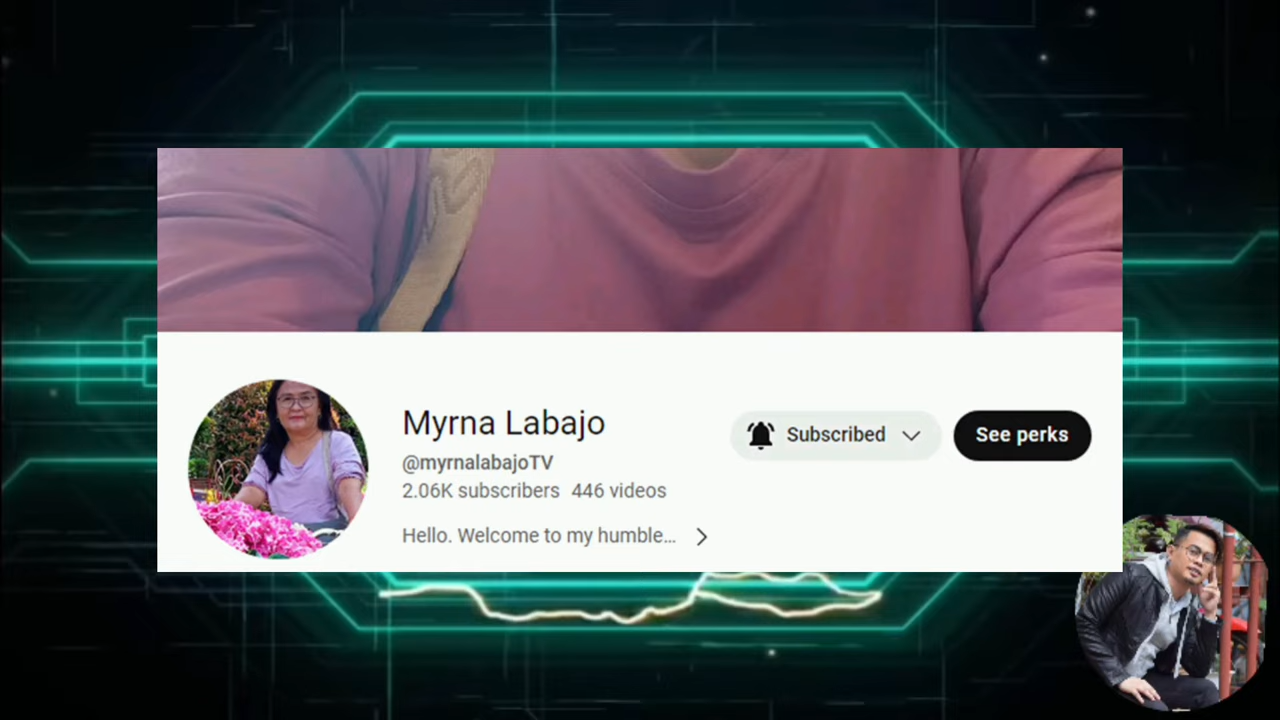 Myrna Labajo
@myrnalabajoTV
2.06K subscribers 446 videos
Hello. Welcome to my humble...
Subscribed
See perks